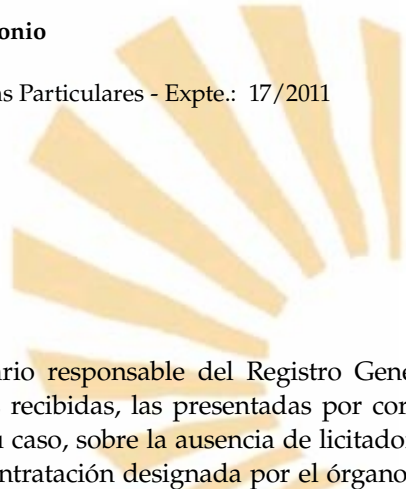 onio
as Particulares - Expte.: 17/2011
ario responsable del Registro Gene
recibidas, las presentadas por cor
u caso, sobre la ausencia de licitado
ontratación designada por el órgano